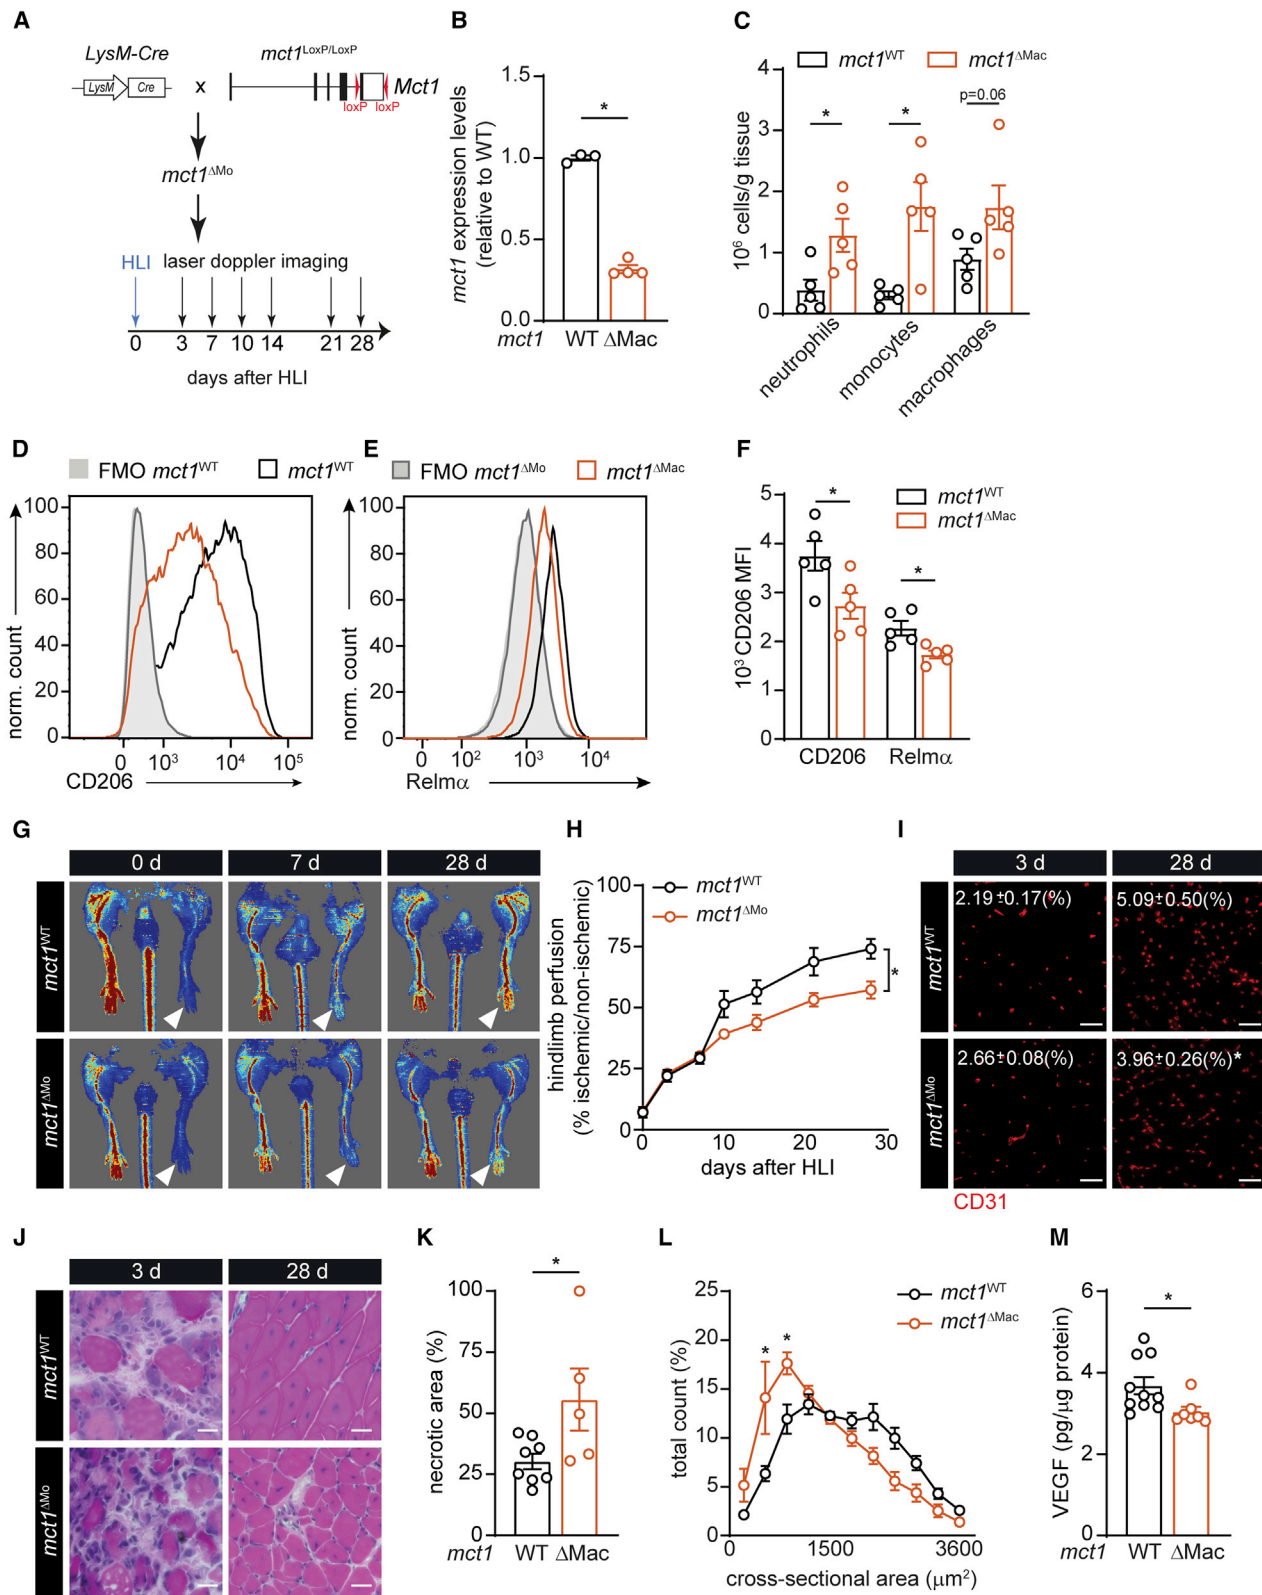 A
LysM-Cre
mct1LoxP/LoxP
LysM
Cre
x
Mct1
loxP loxP
mct1ΔMo
HLI laser doppler imaging
0 3 7 10 14 21 28
days after HLI
B
mct1 expression levels
(relative to WT)
1.5
1.0
0.5
0.0
*
mct1 WT ΔMac
C
mct1WT mct1ΔMac
10⁶ cells/g tissue
4
3
2
1
0
* * p=0.06
neutrophils
monocytes
macrophages
D
FMO mct1WT mct1WT
norm. count
100
80
60
40
20
0
0 10³ 10⁴ 10⁵
CD206
E
FMO mct1ΔMo mct1ΔMac
norm. count
100
80
60
40
20
0
0 10² 10³ 10⁴
Relmα
F
mct1WT
mct1ΔMac
10³ CD206 MFI
5
4
3
2
1
0
* *
CD206 Relmα
G
0 d 7 d 28 d
mct1WT
mct1ΔMo
H
mct1WT
mct1ΔMo
hindlimb perfusion
(% ischemic/non-ischemic)
100
75
50
25
0
*
0 10 20 30
days after HLI
I
3 d 28 d
mct1WT
2.19±0.17(%) 5.09±0.50(%)
mct1ΔMo
2.66±0.08(%) 3.96±0.26(%)*
CD31
J
3 d 28 d
mct1WT
mct1ΔMo
K
necrotic area (%)
100
75
50
25
0
*
mct1 WT ΔMac
L
mct1WT
mct1ΔMac
total count (%)
25
20
15
10
5
0
* *
0 1500 3600
cross-sectional area (μm²)
M
VEGF (pg/μg protein)
6
4
2
0
*
mct1 WT ΔMac